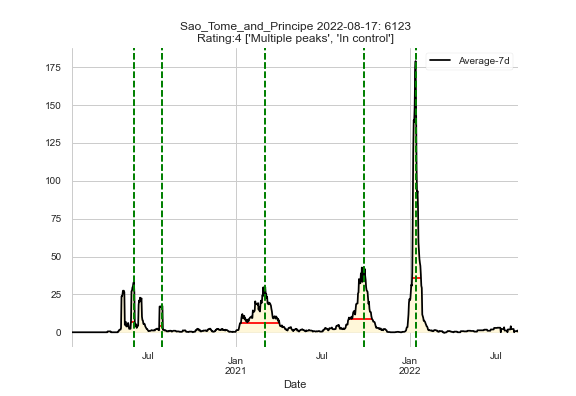 Sao_Tome_and_Principe 2022-08-17: 6123
Rating:4 ['Multiple peaks', 'In control']
Average-7d
175
150
125
100
75
50
25
0
Jul
Jan
2021
Jul
Jan
2022
Jul
Date